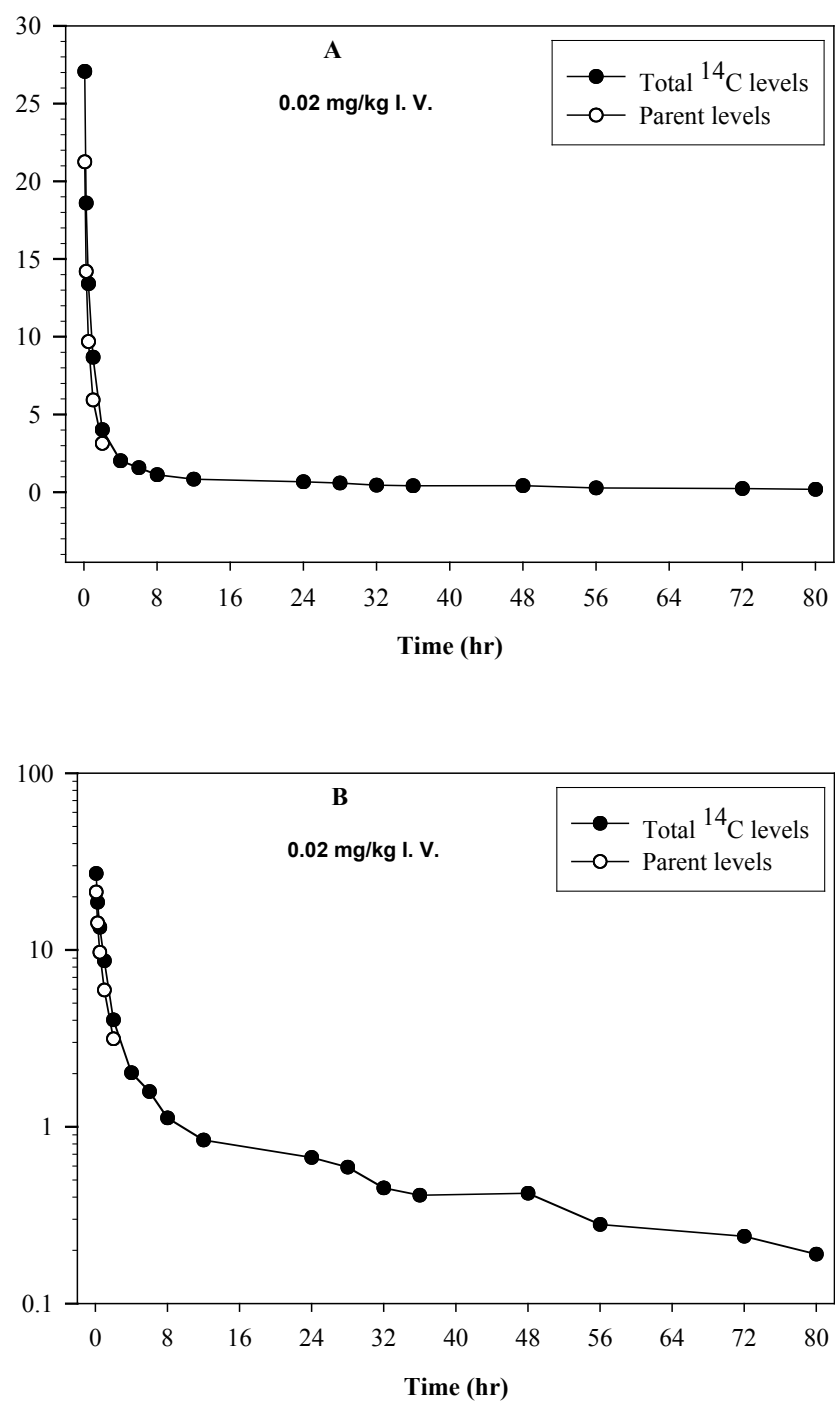 30
A
Total 14C levels
0.02 mg/kg I. V.
Parent levels
25
20
15
10
5
0
0 8 16 24 32 40 48 56 64 72 80
Time (hr)
100
B
Total 14C levels
0.02 mg/kg I. V.
Parent levels
10
1
0.1
0 8 16 24 32 40 48 56 64 72 80
Time (hr)